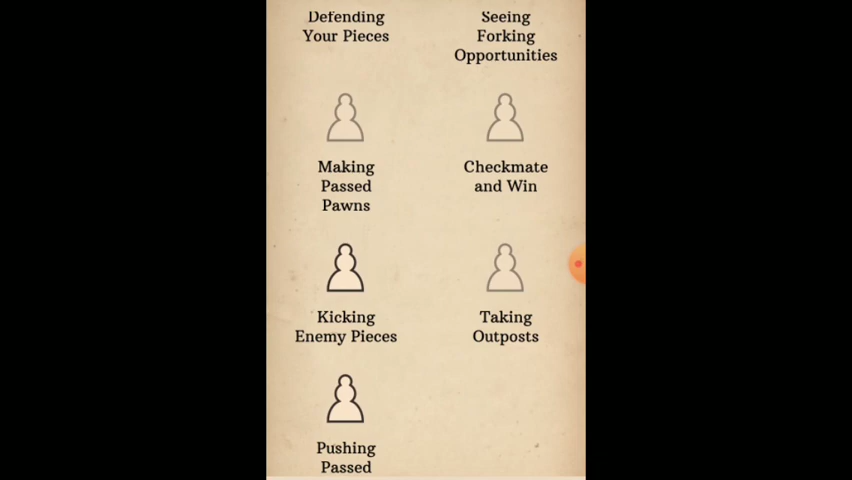 Defending
Your Pieces
Seeing
Forking
Opportunities
Making
Passed
Pawns
Checkmate
and Win
Kicking
Enemy Pieces
Taking
Outposts
Pushing
Passed